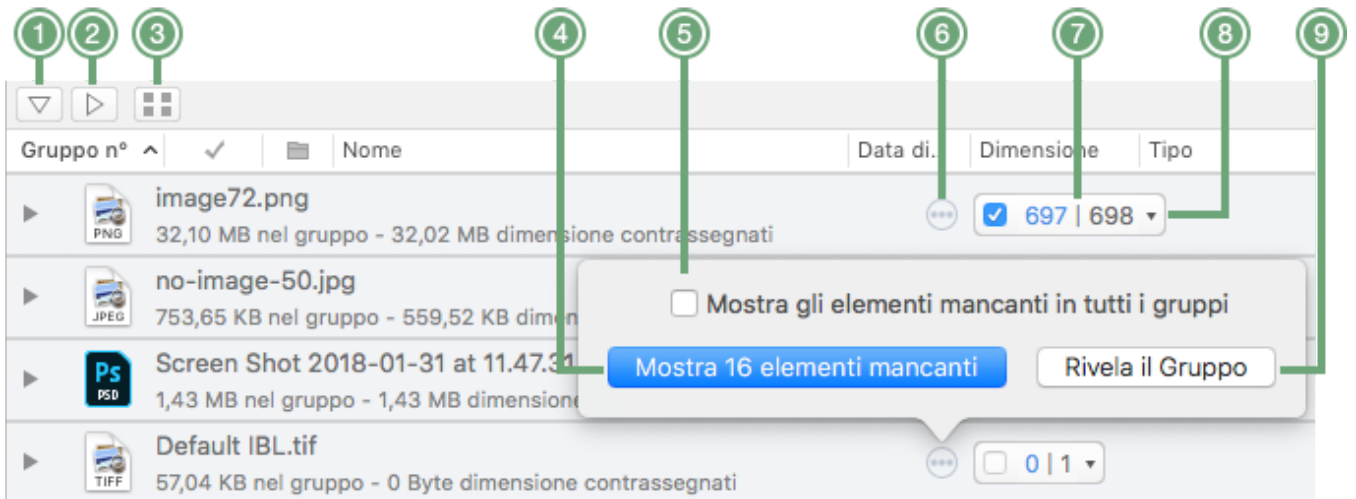 1 2 3 4 5 6 7 8 9
Gruppo nº Nome Data di.. Dimensione Tipo
image72.png
PNG
32,10 MB nel gruppo - 32,02 MB dimensione contrassegnati
697 | 698
no-image-50.jpg
JPEG
753,65 KB nel gruppo - 559,52 KB dimen
Mostra gli elementi mancanti in tutti i gruppi
Mostra 16 elementi mancanti Rivela il Gruppo
Screen Shot 2018-01-31 at 11.47.31
Ps
PSD
1,43 MB nel gruppo - 1,43 MB dimensione
Default IBL.tif
TIFF
57,04 KB nel gruppo - 0 Byte dimensione contrassegnati
0 | 1